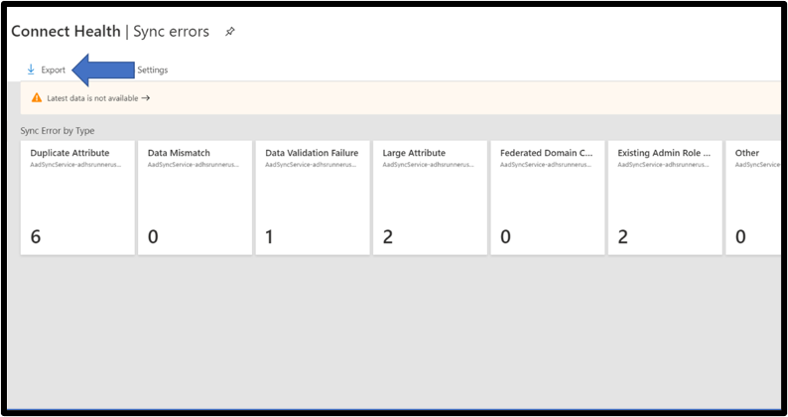 Connect Health | Sync errors
Export Settings
Latest data is not available →
Sync Error by Type
Duplicate Attribute Data Mismatch Data Validation Failure Large Attribute Federated Domain C... Existing Admin Role ... Other
AadSyncService-adhsrunnerus... AadSyncService-adhsrunnerus... AadSyncService-adhsrunnerus... AadSyncService-adhsrunnerus... AadSyncService-adhsrunnerus... AadSyncService-adhsrunnerus... AadSyncService
6 0 1 2 0 2 0